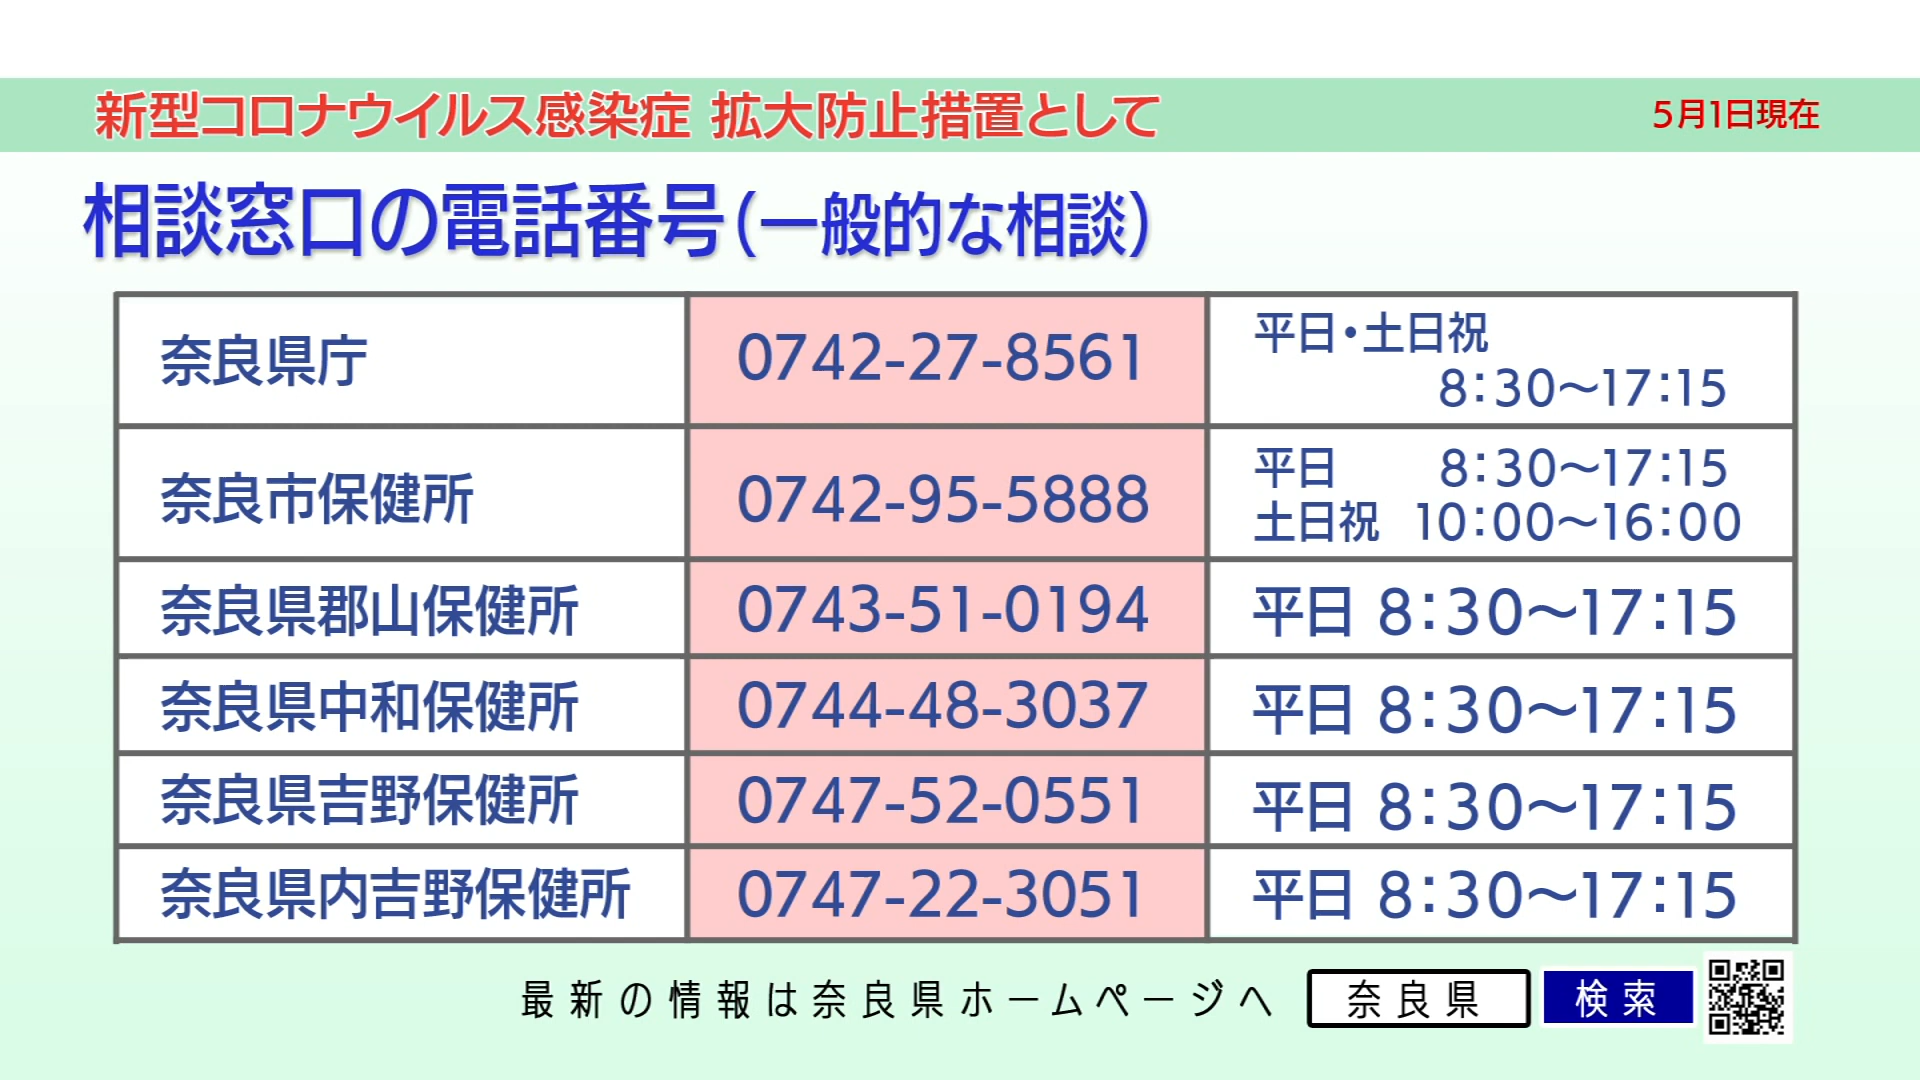 新型コロナウイルス感染症 拡大防止措置として
5月1日現在
相談窓口の電話番号(一般的な相談)
奈良県庁 0742-27-8561 平日・土日祝
8:30〜17:15
奈良市保健所 0742-95-5888 平日 8:30〜17:15
土日祝 10:00〜16:00
奈良県郡山保健所 0743-51-0194 平日 8:30〜17:15
奈良県中和保健所 0744-48-3037 平日 8:30〜17:15
奈良県吉野保健所 0747-52-0551 平日 8:30〜17:15
奈良県内吉野保健所 0747-22-3051 平日 8:30〜17:15
最新の情報は奈良県ホームページへ 奈良県 検索